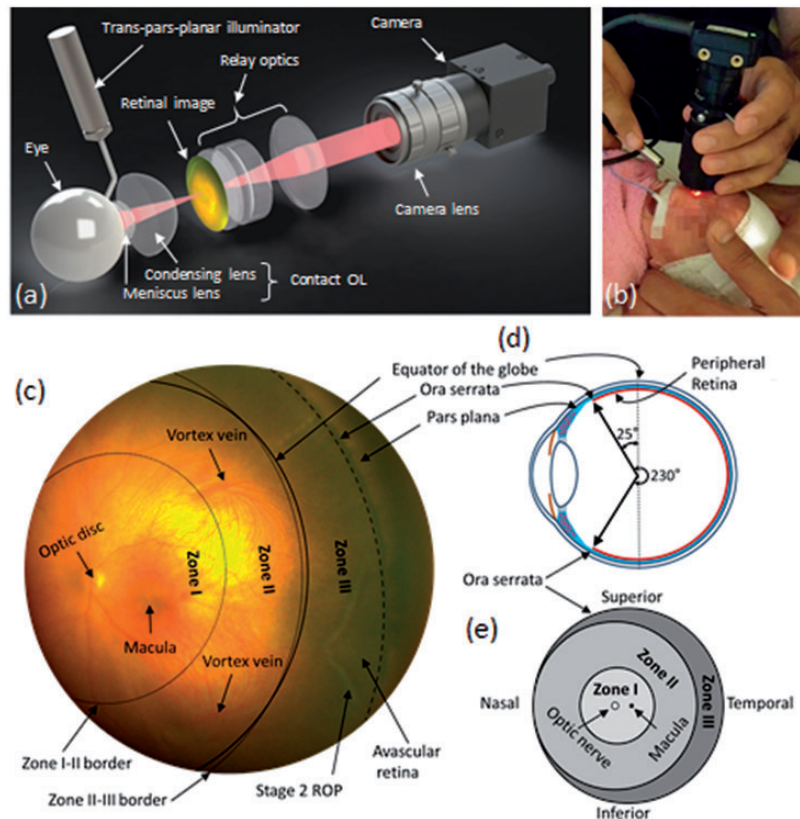 Trans-pars-planar illuminator
Camera
Relay optics
Retinal image
Eye
Camera lens
Condensing lens
Meniscus lens
Contact OL
(a)
(b)
(c)
(d)
Equator of the globe
Ora serrata
Pars plana
Peripheral
Retina
25°
230°
Vortex vein
Optic disc
Zone I
Zone II
Zone III
Macula
Vortex vein
Zone I-II border
Zone II-III border
Stage 2 ROP
Avascular
retina
Ora serrata
(e)
Superior
Nasal
Zone I
Zone II
Zone III
Temporal
Optic nerve
Macula
Inferior